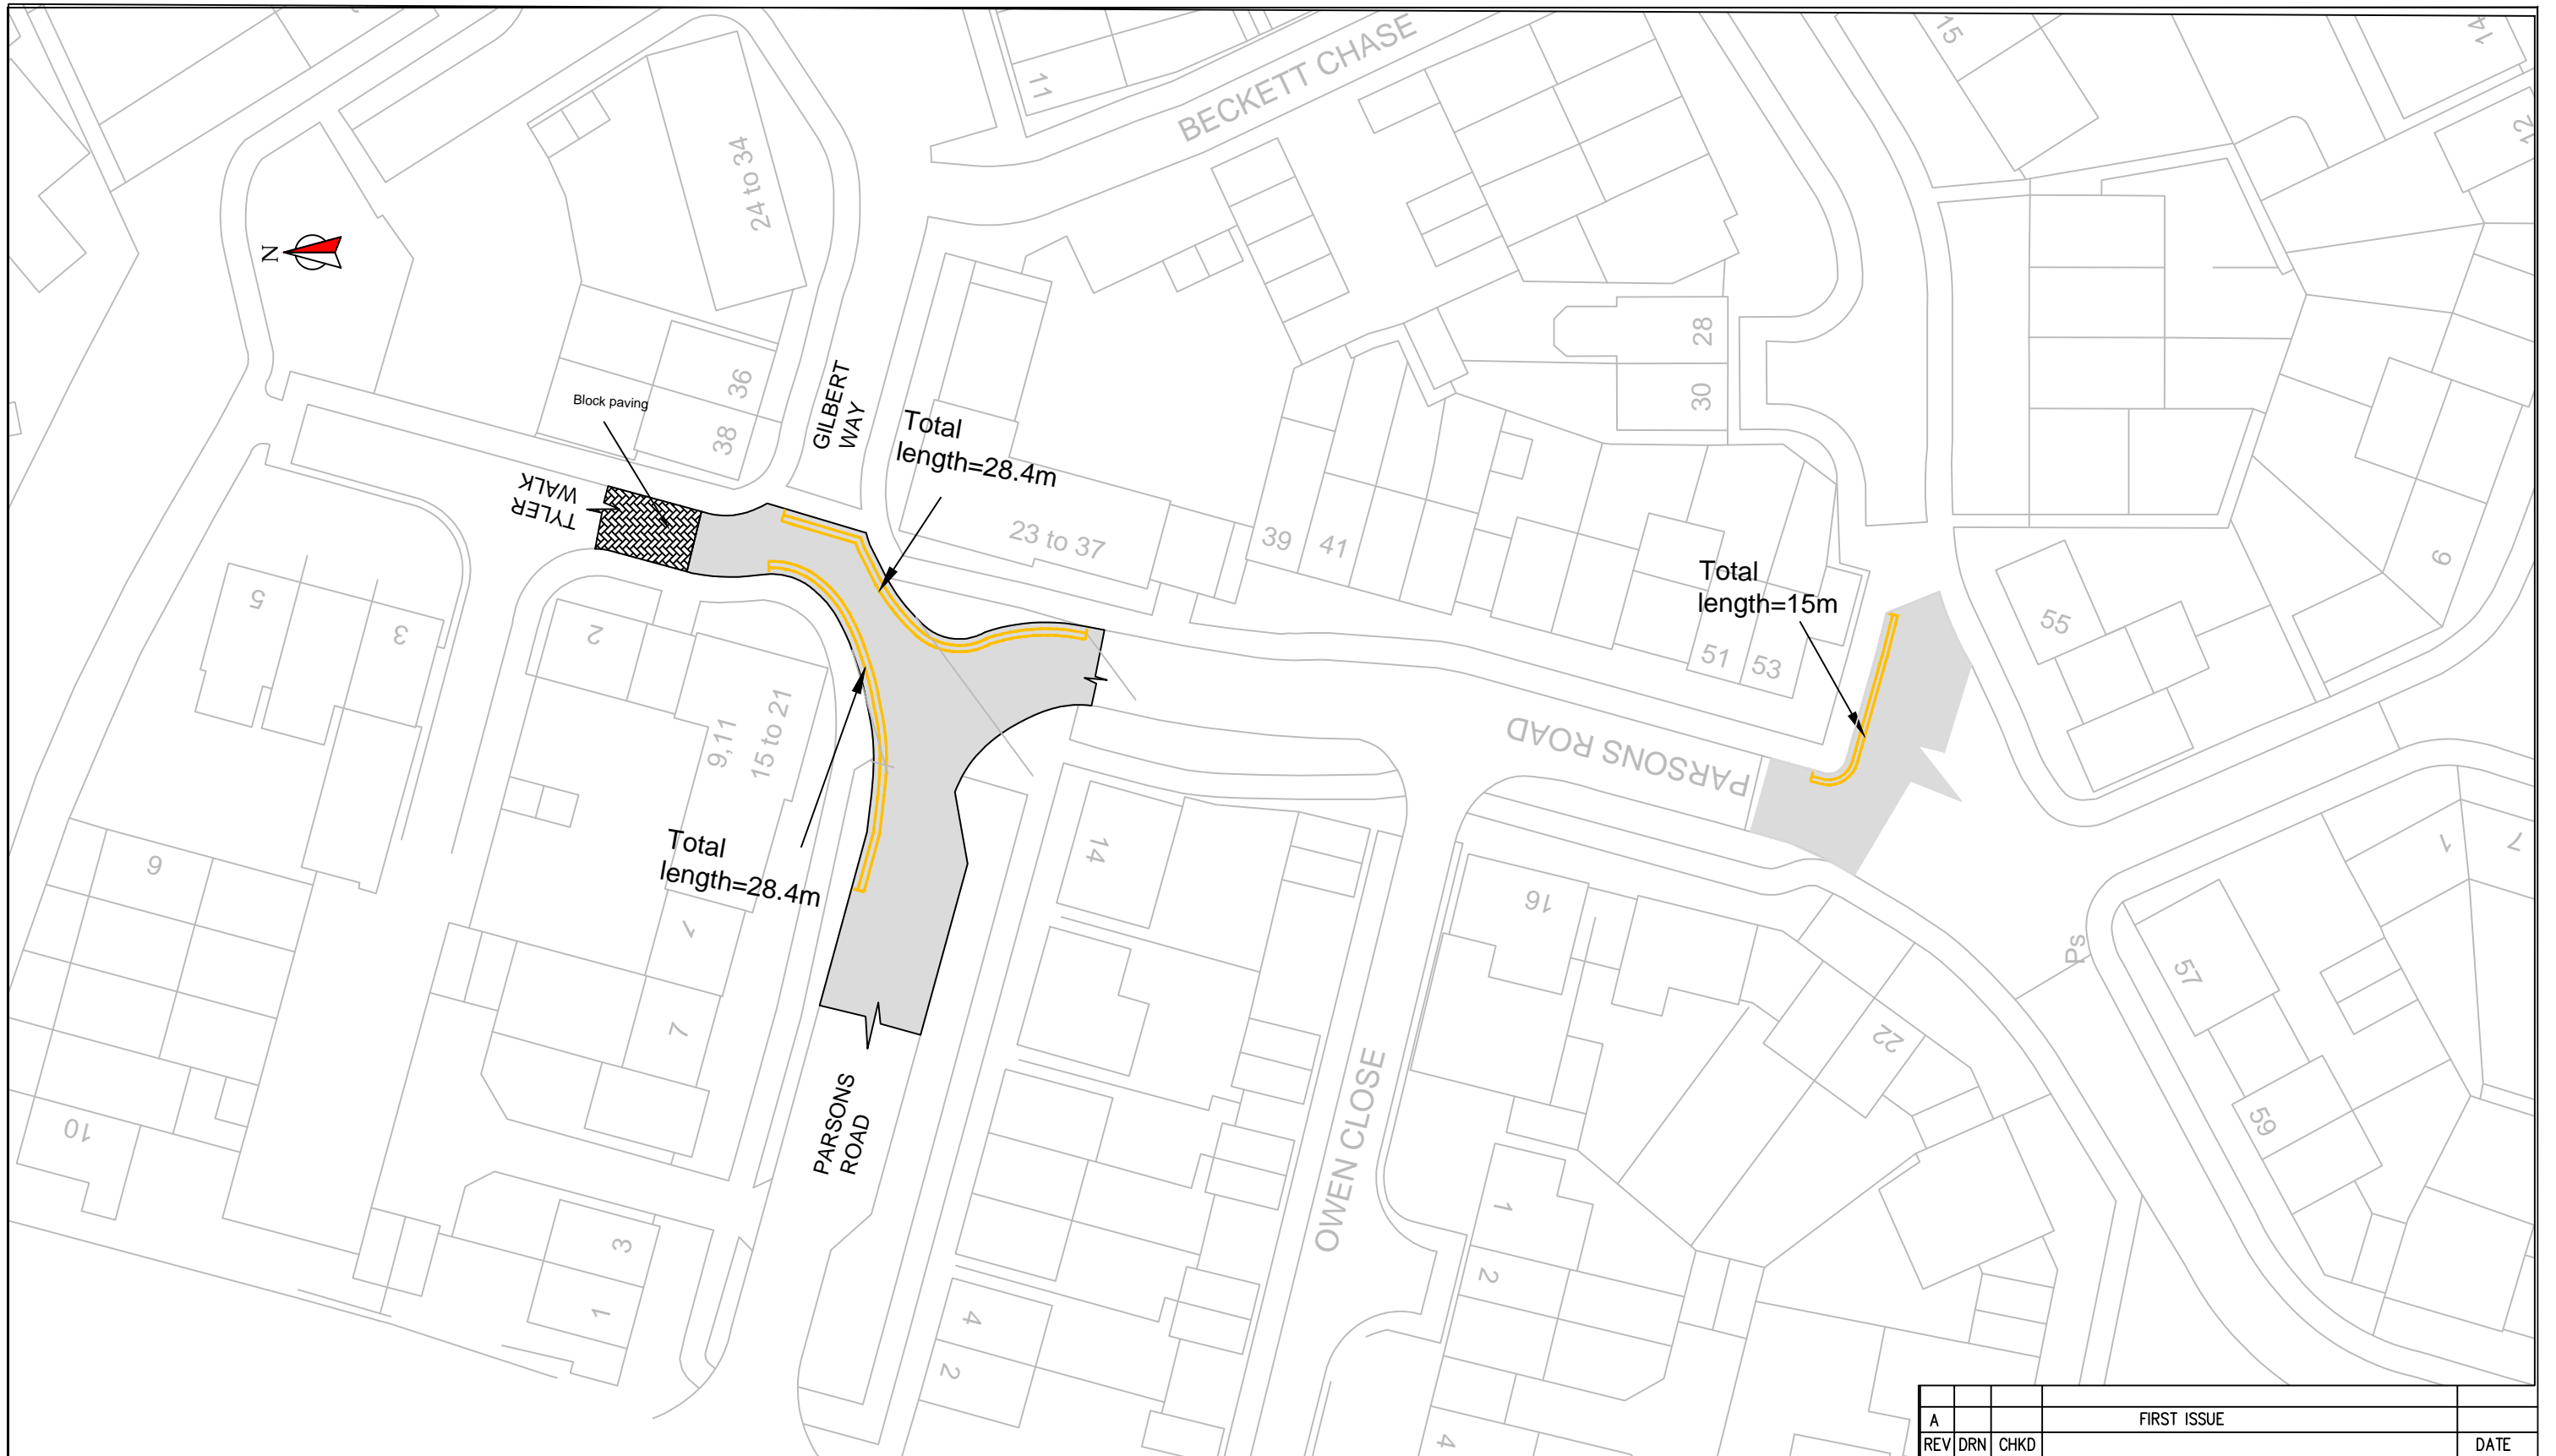 15
14
12
11
BECKETT CHASE
24 to 34
N
28
36
30
Block paving
38
GILBERT
WAY
Total
length=28.4m
TYLER
WALK
23 to 37
39
41
5
3
2
Total
length=15m
51
53
55
9
9,11
15 to 21
PARSONS ROAD
Total
length=28.4m
14
6
16
1
7
1
7
Ps
57
22
59
10
PARSONS
ROAD
OWEN CLOSE
1
2
3
1
4
2
4
A
FIRST ISSUE
REV DRN CHKD DATE